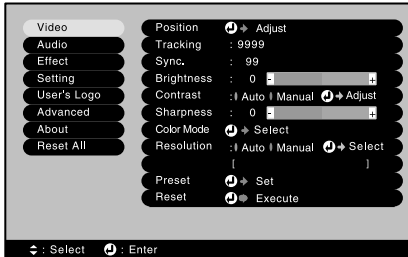 Video
Audio
Effect
Setting
User's Logo
Advanced
About
Reset All
Position Adjust
Tracking : 9999
Sync. : 99
Brightness : 0 - +
Contrast : Auto Manual Adjust
Sharpness : 0 - +
Color Mode Select
Resolution : Auto Manual Select
[ ]
Preset Set
Reset Execute
: Select : Enter